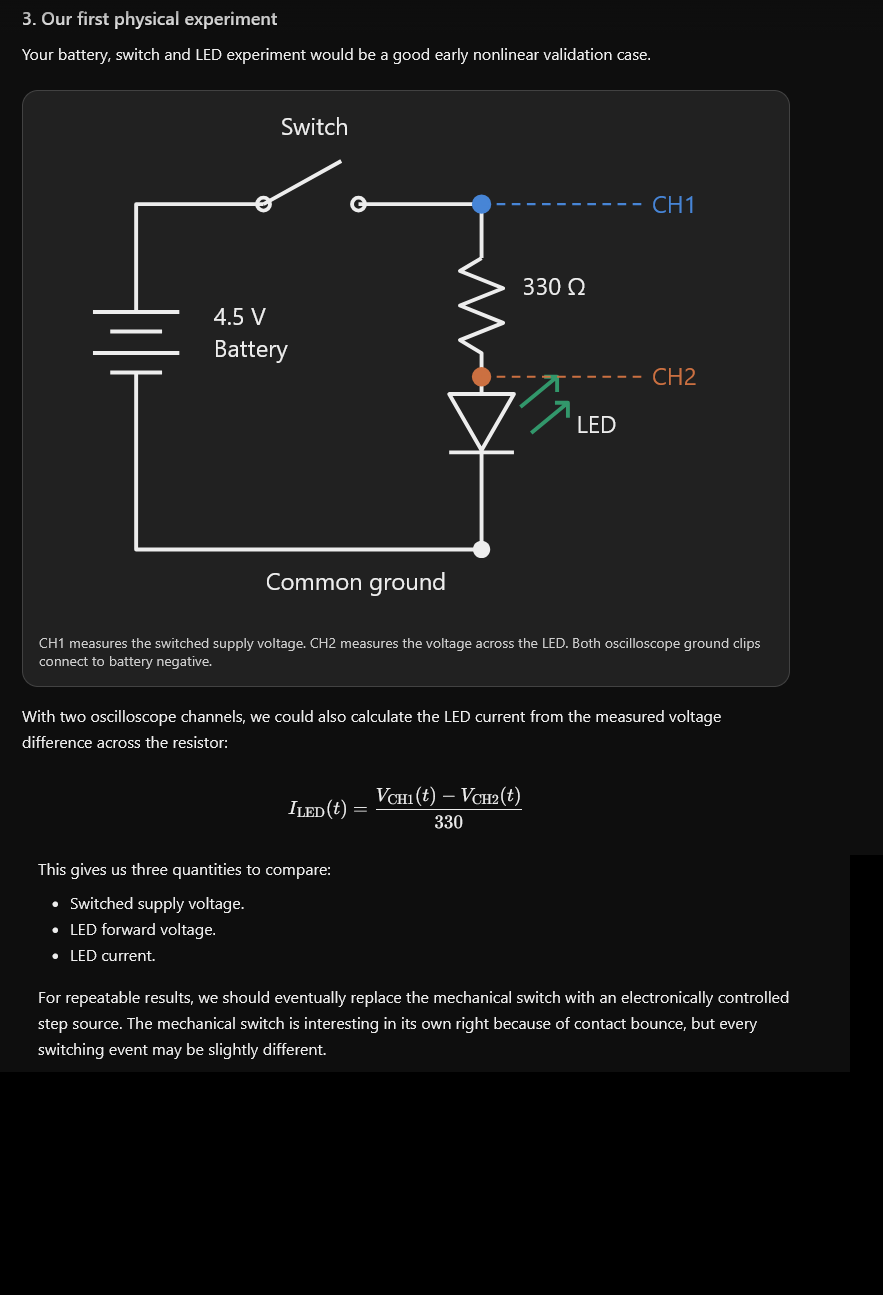 3. Our first physical experiment
Your battery, switch and LED experiment would be a good early nonlinear validation case.
Switch
CH1
330 Ω
4.5 V
Battery
CH2
LED
Common ground
CH1 measures the switched supply voltage. CH2 measures the voltage across the LED. Both oscilloscope ground clips
connect to battery negative.
With two oscilloscope channels, we could also calculate the LED current from the measured voltage
difference across the resistor:
I_LED(t) = (V_CH1(t) − V_CH2(t)) / 330
This gives us three quantities to compare:
• Switched supply voltage.
• LED forward voltage.
• LED current.
For repeatable results, we should eventually replace the mechanical switch with an electronically controlled
step source. The mechanical switch is interesting in its own right because of contact bounce, but every
switching event may be slightly different.